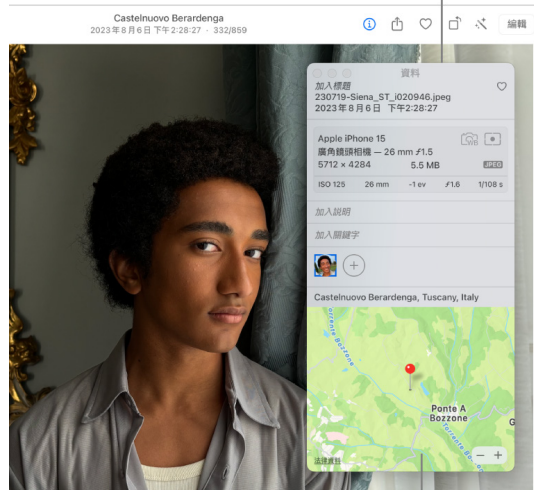 Castelnuovo Berardenga
2023年8月6日 下午2:28:27 · 332/859
編輯
資料
加入標題
230719-Siena_ST_i020946.jpeg
2023年8月6日 下午2:28:27
Apple iPhone 15
廣角鏡頭相機 — 26 mm ƒ1.5
5712 × 4284 5.5 MB JPEG
ISO 125 26 mm -1 ev ƒ1.6 1/108 s
加入說明
加入關鍵字
Castelnuovo Berardenga, Tuscany, Italy
Torrente Bozzone
Ponte A
Bozzone
G
Torrente Bo
法律資訊